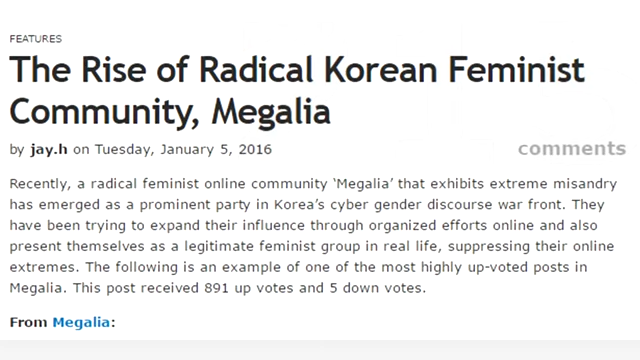 FEATURES
The Rise of Radical Korean Feminist
Community, Megalia
by jay.h on Tuesday, January 5, 2016
comments
Recently, a radical feminist online community ‘Megalia’ that exhibits extreme misandry
has emerged as a prominent party in Korea’s cyber gender discourse war front. They
have been trying to expand their influence through organized efforts online and also
present themselves as a legitimate feminist group in real life, suppressing their online
extremes. The following is an example of one of the most highly up-voted posts in
Megalia. This post received 891 up votes and 5 down votes.
From Megalia: